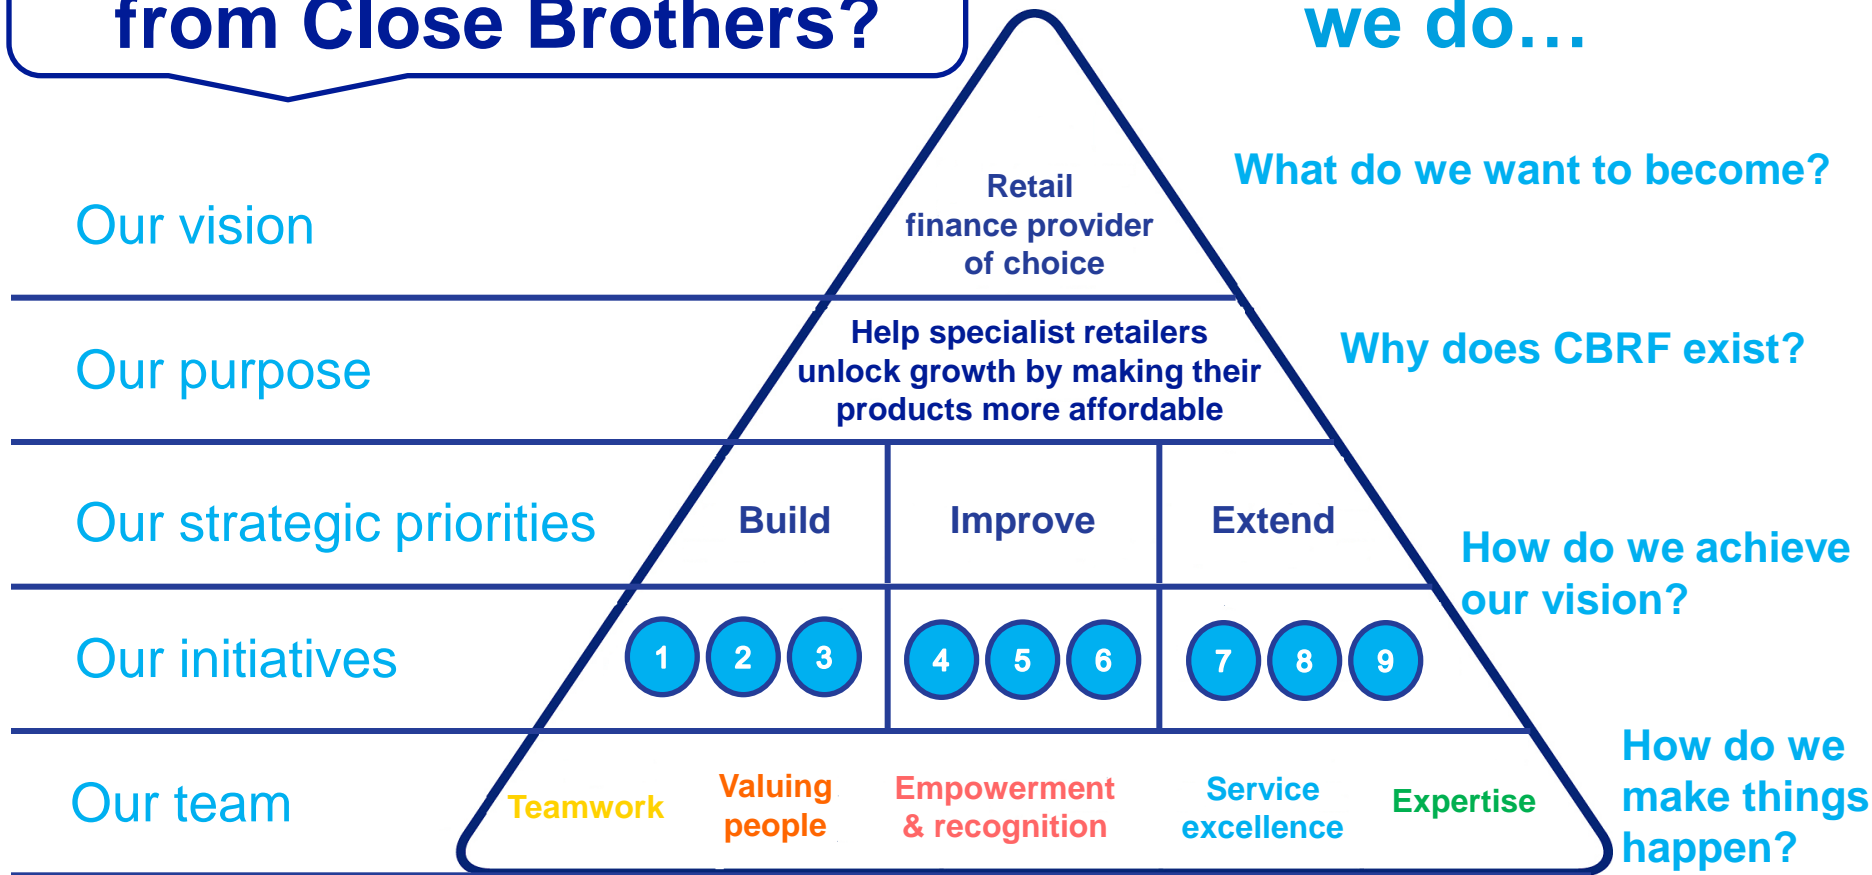 from Close Brothers?
we do...
What do we want to become?
Our vision
Retail
finance provider
of choice
Our purpose
Help specialist retailers
unlock growth by making their
products more affordable
Why does CBRF exist?
Our strategic priorities
Build
Improve
Extend
How do we achieve
our vision?
Our initiatives
1 2 3 4 5 6 7 8 9
Our team
Teamwork
Valuing
people
Empowerment
& recognition
Service
excellence
Expertise
How do we
make things
happen?